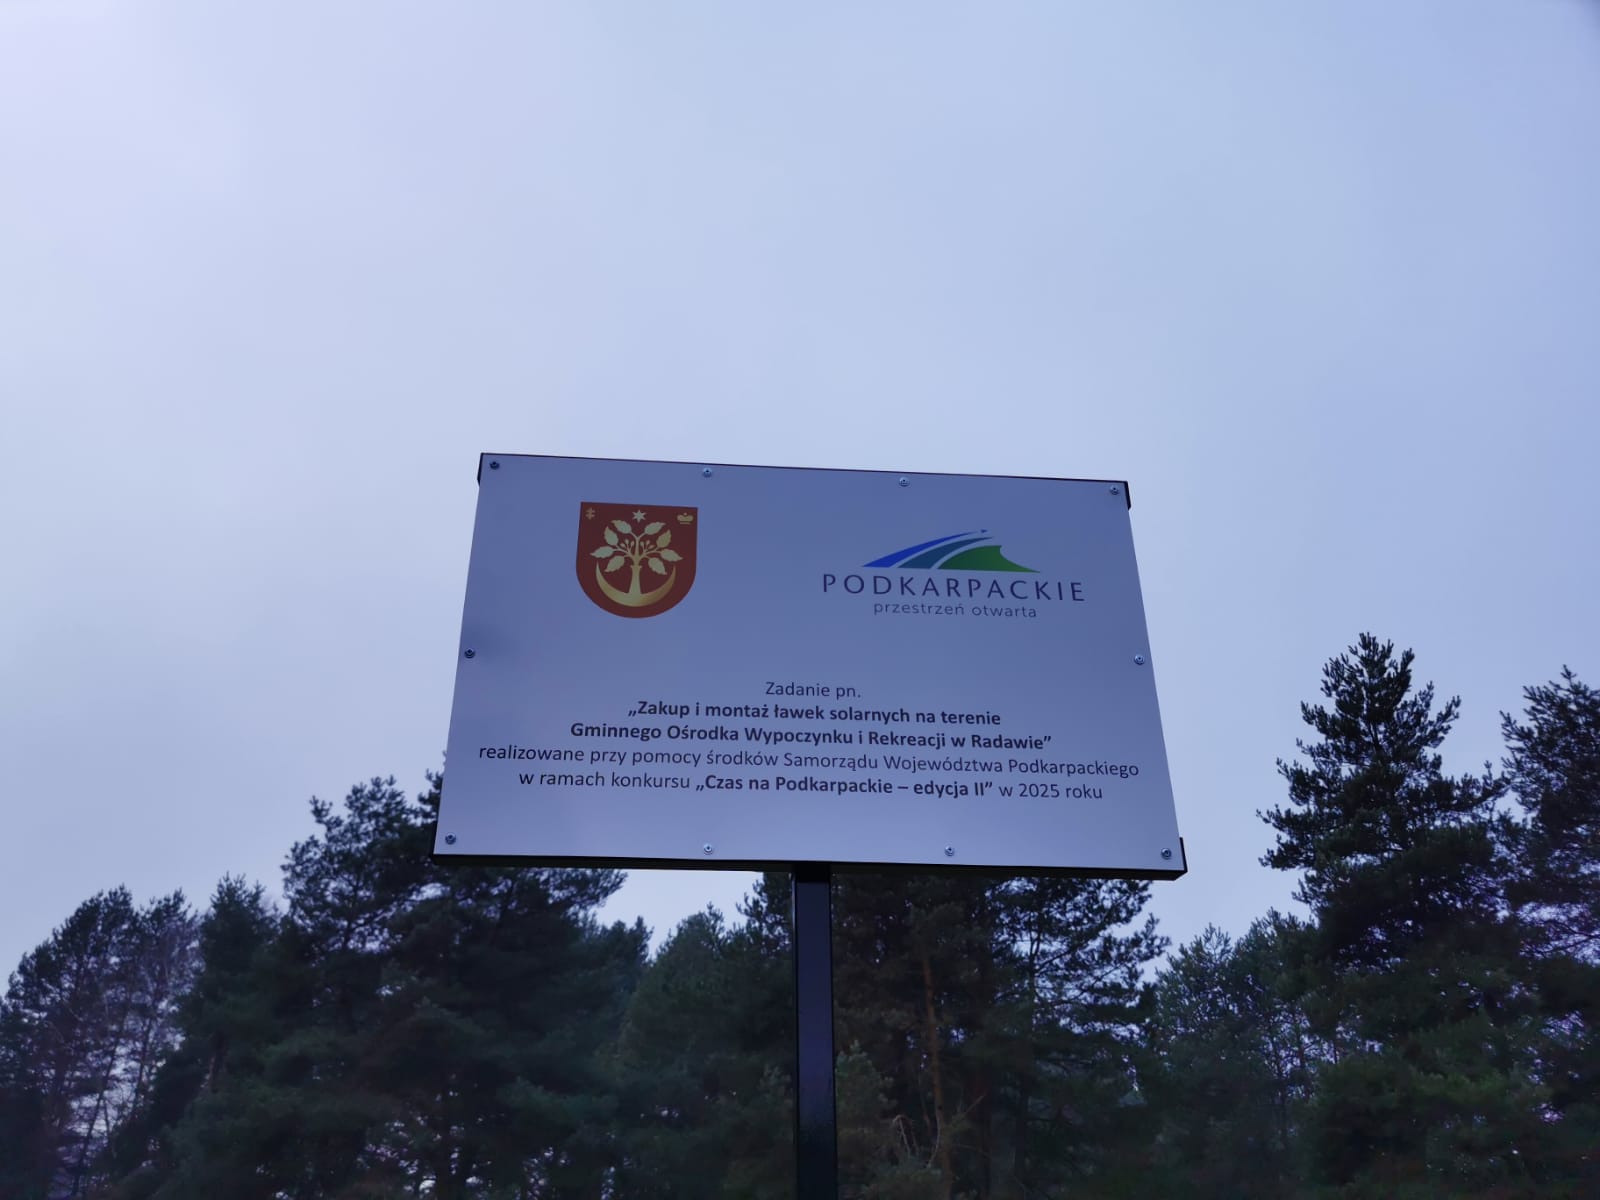 PODKARPACKIE
przestrzeń otwarta
Zadanie pn.
„Zakup i montaż ławek solarnych na terenie
Gminnego Ośrodka Wypoczynku i Rekreacji w Radawie”
realizowane przy pomocy środków Samorządu Województwa Podkarpackiego
w ramach konkursu „Czas na Podkarpackie – edycja II” w 2025 roku